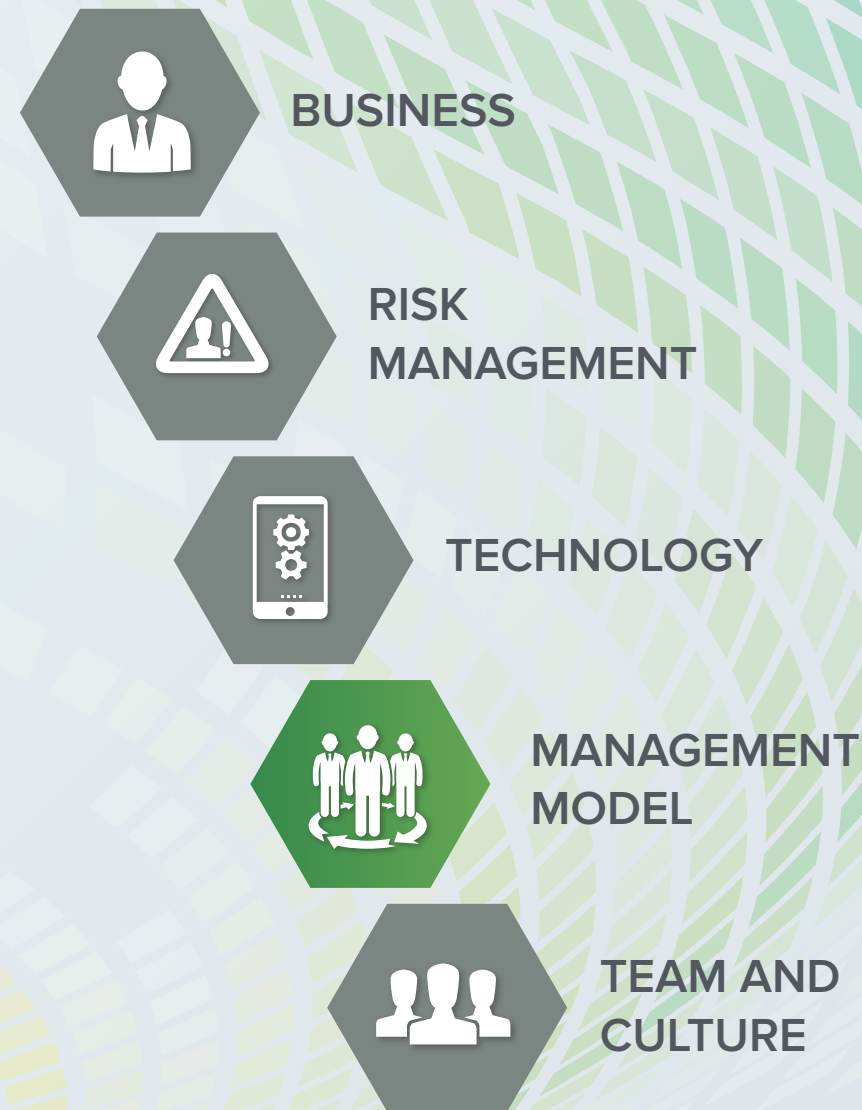 BUSINESS
RISK
MANAGEMENT
TECHNOLOGY
MANAGEMENT
MODEL
TEAM AND
CULTURE